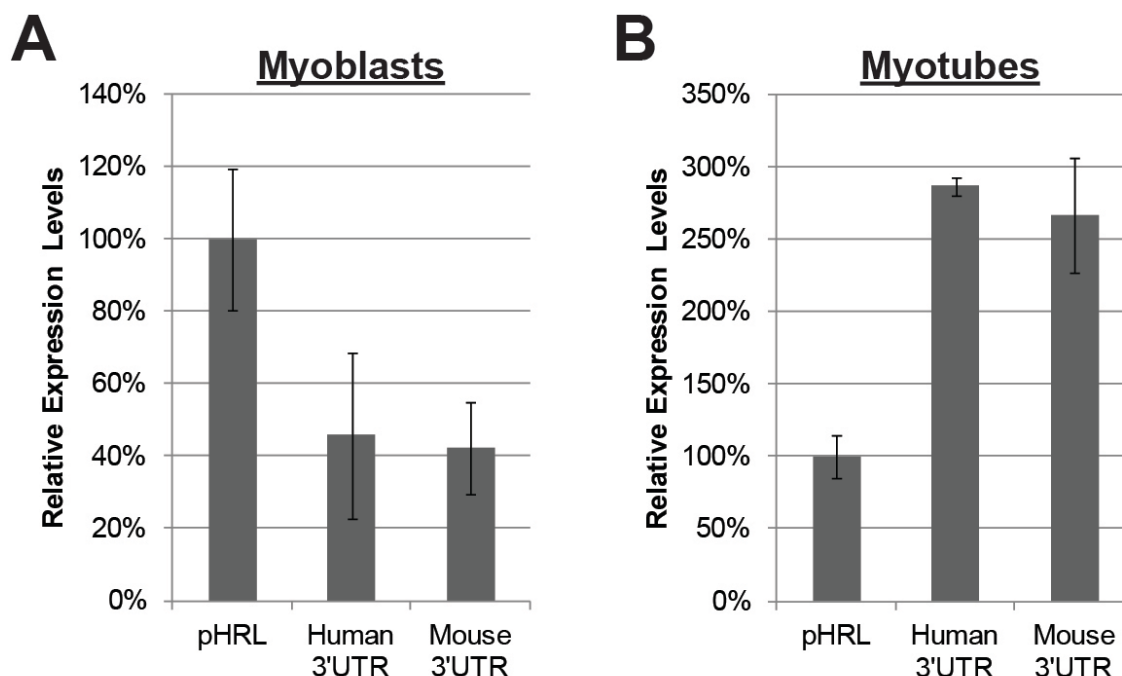 A
Myoblasts
Relative Expression Levels
140%
120%
100%
80%
60%
40%
20%
0%
pHRL
Human
3'UTR
Mouse
3'UTR
B
Myotubes
Relative Expression Levels
350%
300%
250%
200%
150%
100%
50%
0%
pHRL
Human
3'UTR
Mouse
3'UTR